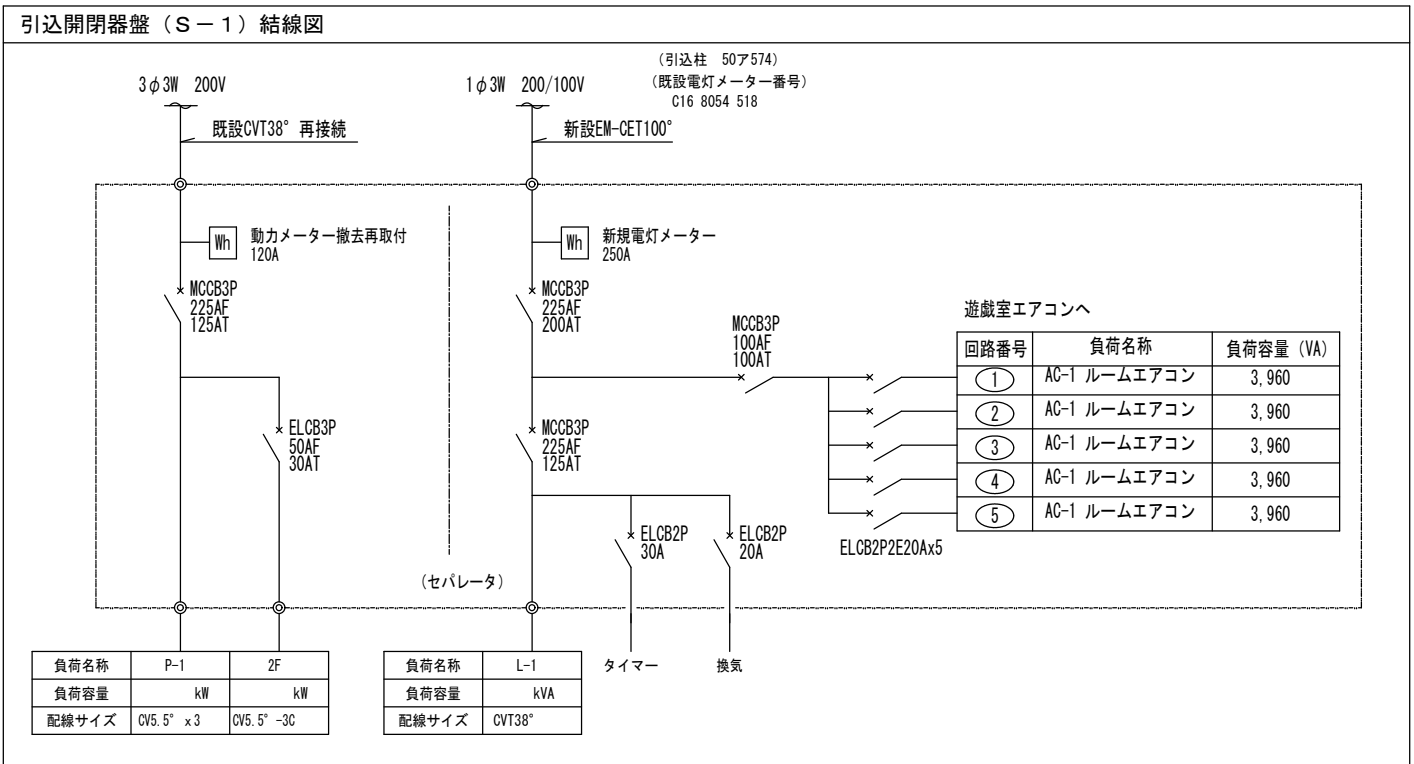 引込開閉器盤（Ｓ－１）結線図
（引込柱　50ア574）
（既設電灯メーター番号）
C16 8054 518
3φ3W　200V
1φ3W　200/100V
既設CVT38°再接続
新設EM-CET100°
Wh
動力メーター撤去再取付
120A
Wh
新規電灯メーター
250A
MCCB3P
225AF
125AT
MCCB3P
225AF
200AT
MCCB3P
100AF
100AT
遊戯室エアコンへ
回路番号　負荷名称　負荷容量（VA）
1　AC-1 ルームエアコン　3,960
2　AC-1 ルームエアコン　3,960
3　AC-1 ルームエアコン　3,960
4　AC-1 ルームエアコン　3,960
5　AC-1 ルームエアコン　3,960
ELCB2P2E20Ax5
ELCB3P
50AF
30AT
MCCB3P
225AF
125AT
ELCB2P
30A
ELCB2P
20A
（セパレータ）
タイマー
換気
負荷名称　P-1　2F
負荷容量　kW　kW
配線サイズ　CV5.5°x3　CV5.5°-3C
負荷名称　L-1
負荷容量　kVA
配線サイズ　CVT38°